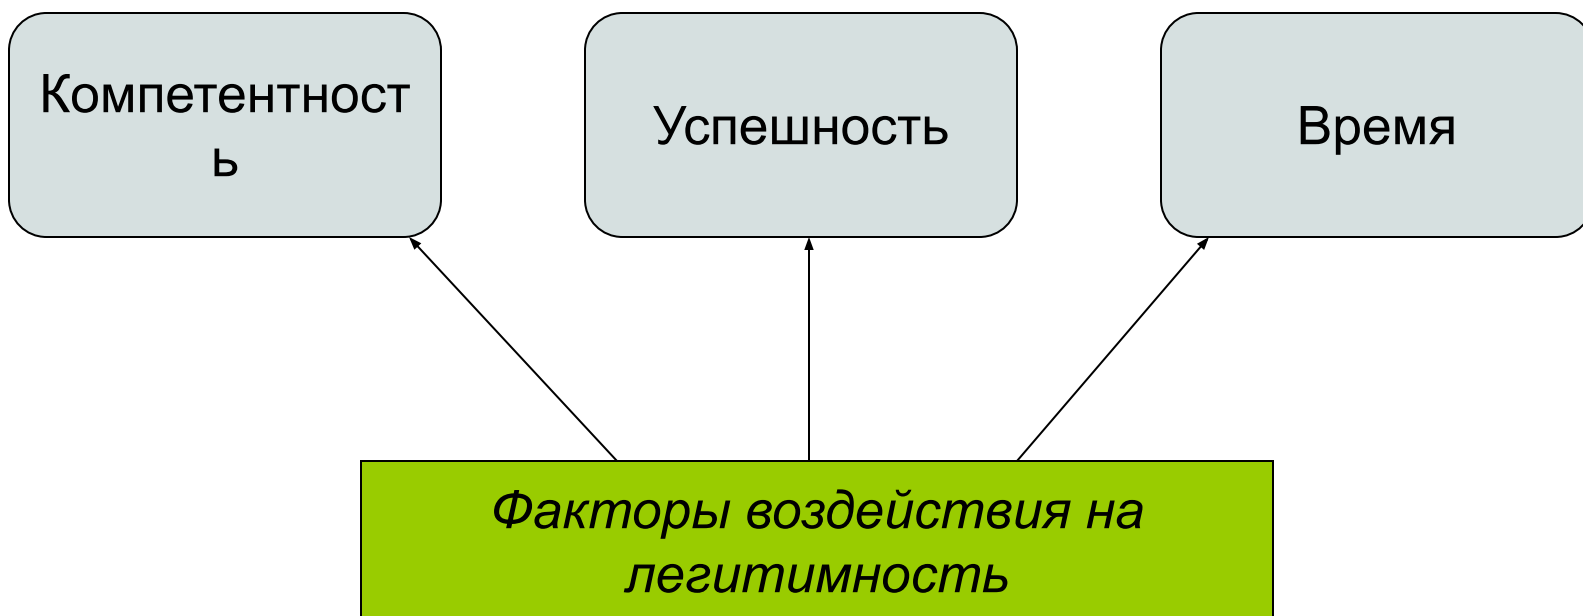 Компетентност
ь
Успешность
Время
Факторы воздействия на
легитимность